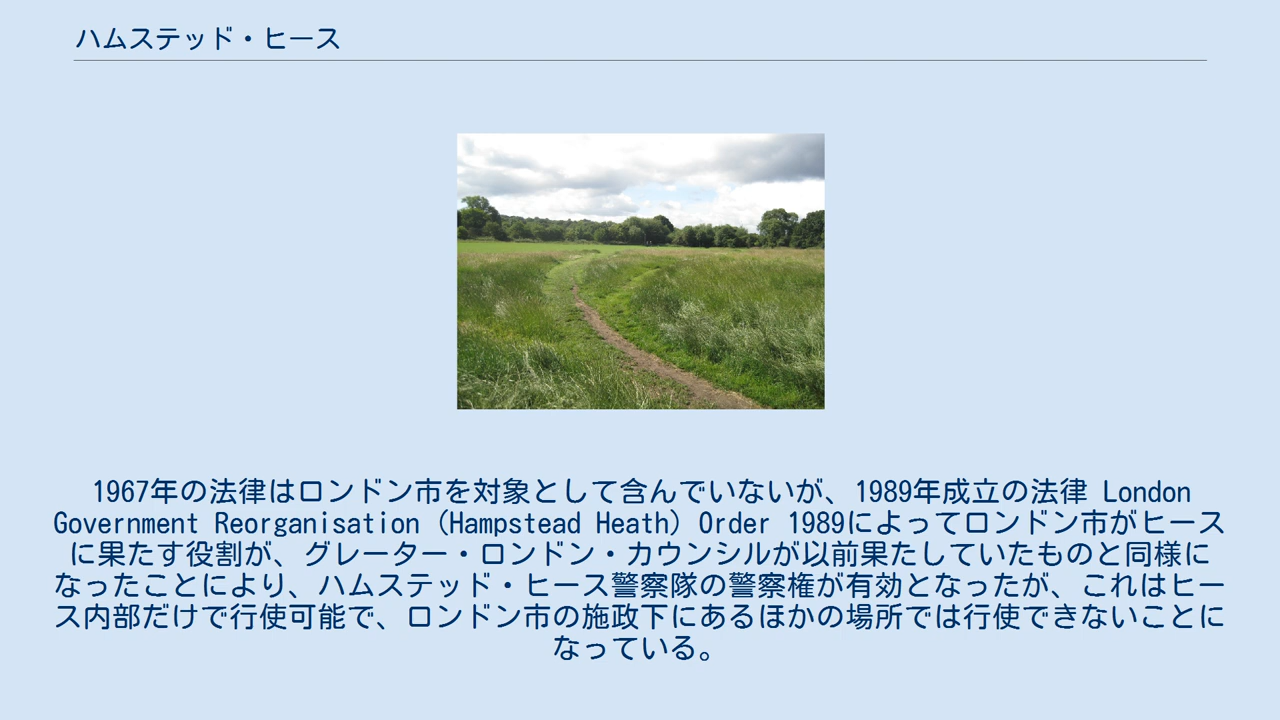 ハムステッド・ヒース
1967年の法律はロンドン市を対象として含んでいないが、1989年成立の法律 London
Government Reorganisation (Hampstead Heath) Order 1989によってロンドン市がヒース
に果たす役割が、グレーター・ロンドン・カウンシルが以前果たしていたものと同様に
なったことにより、ハムステッド・ヒース警察隊の警察権が有効となったが、これはヒー
ス内部だけで行使可能で、ロンドン市の施政下にあるほかの場所では行使できないことに
なっている。